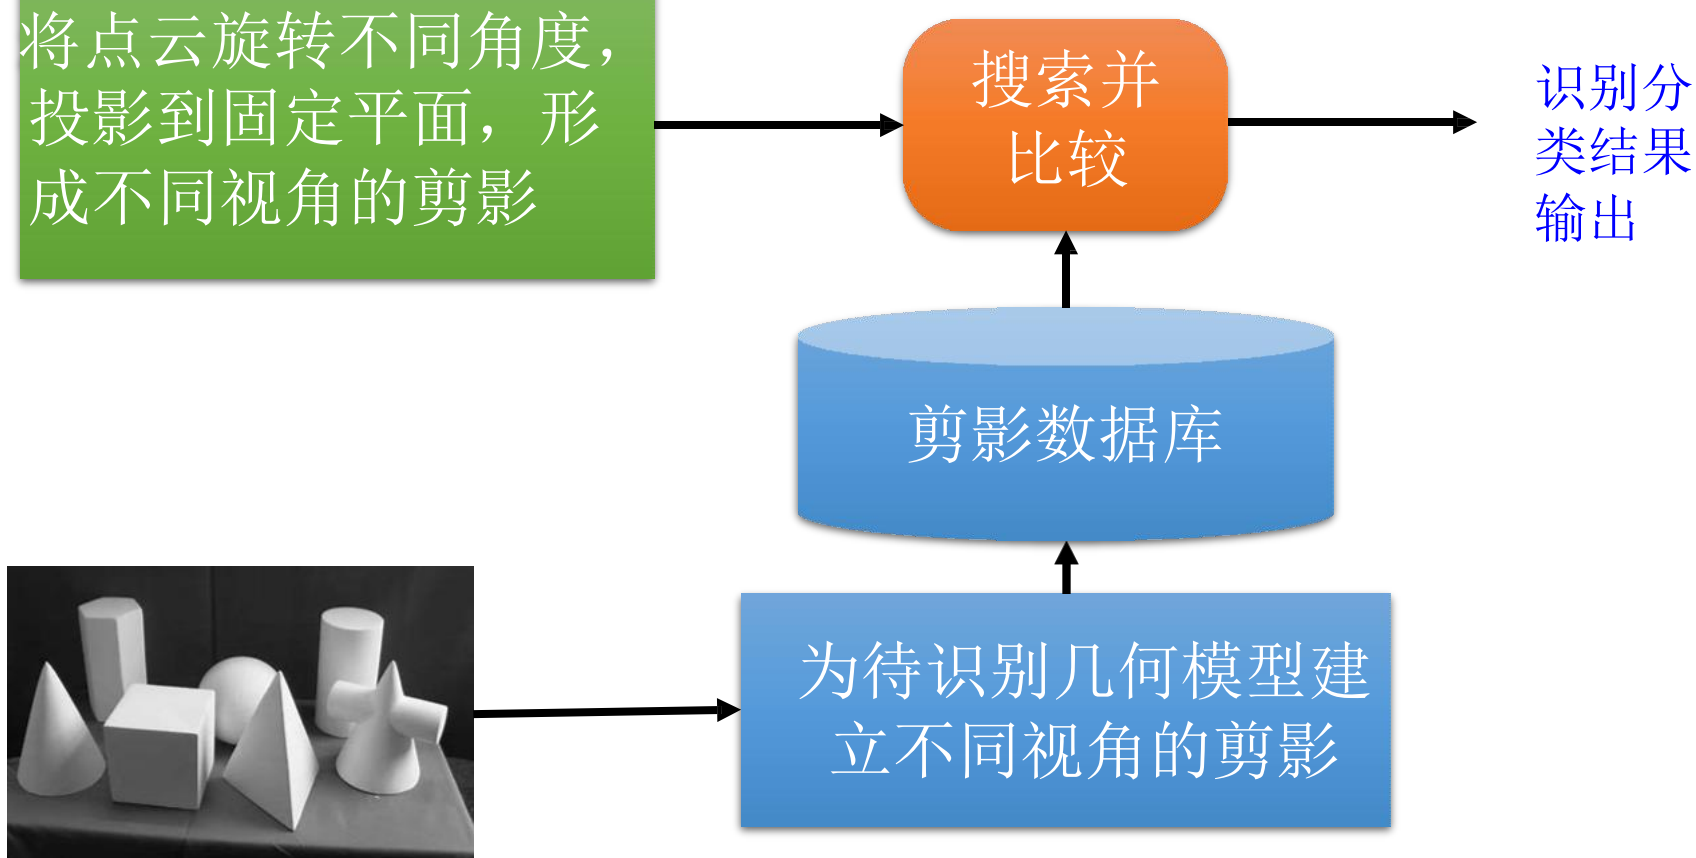 将点云旋转不同角度，
投影到固定平面，形
成不同视角的剪影
搜索并
比较
识别分
类结果
输出
剪影数据库
为待识别几何模型建
立不同视角的剪影